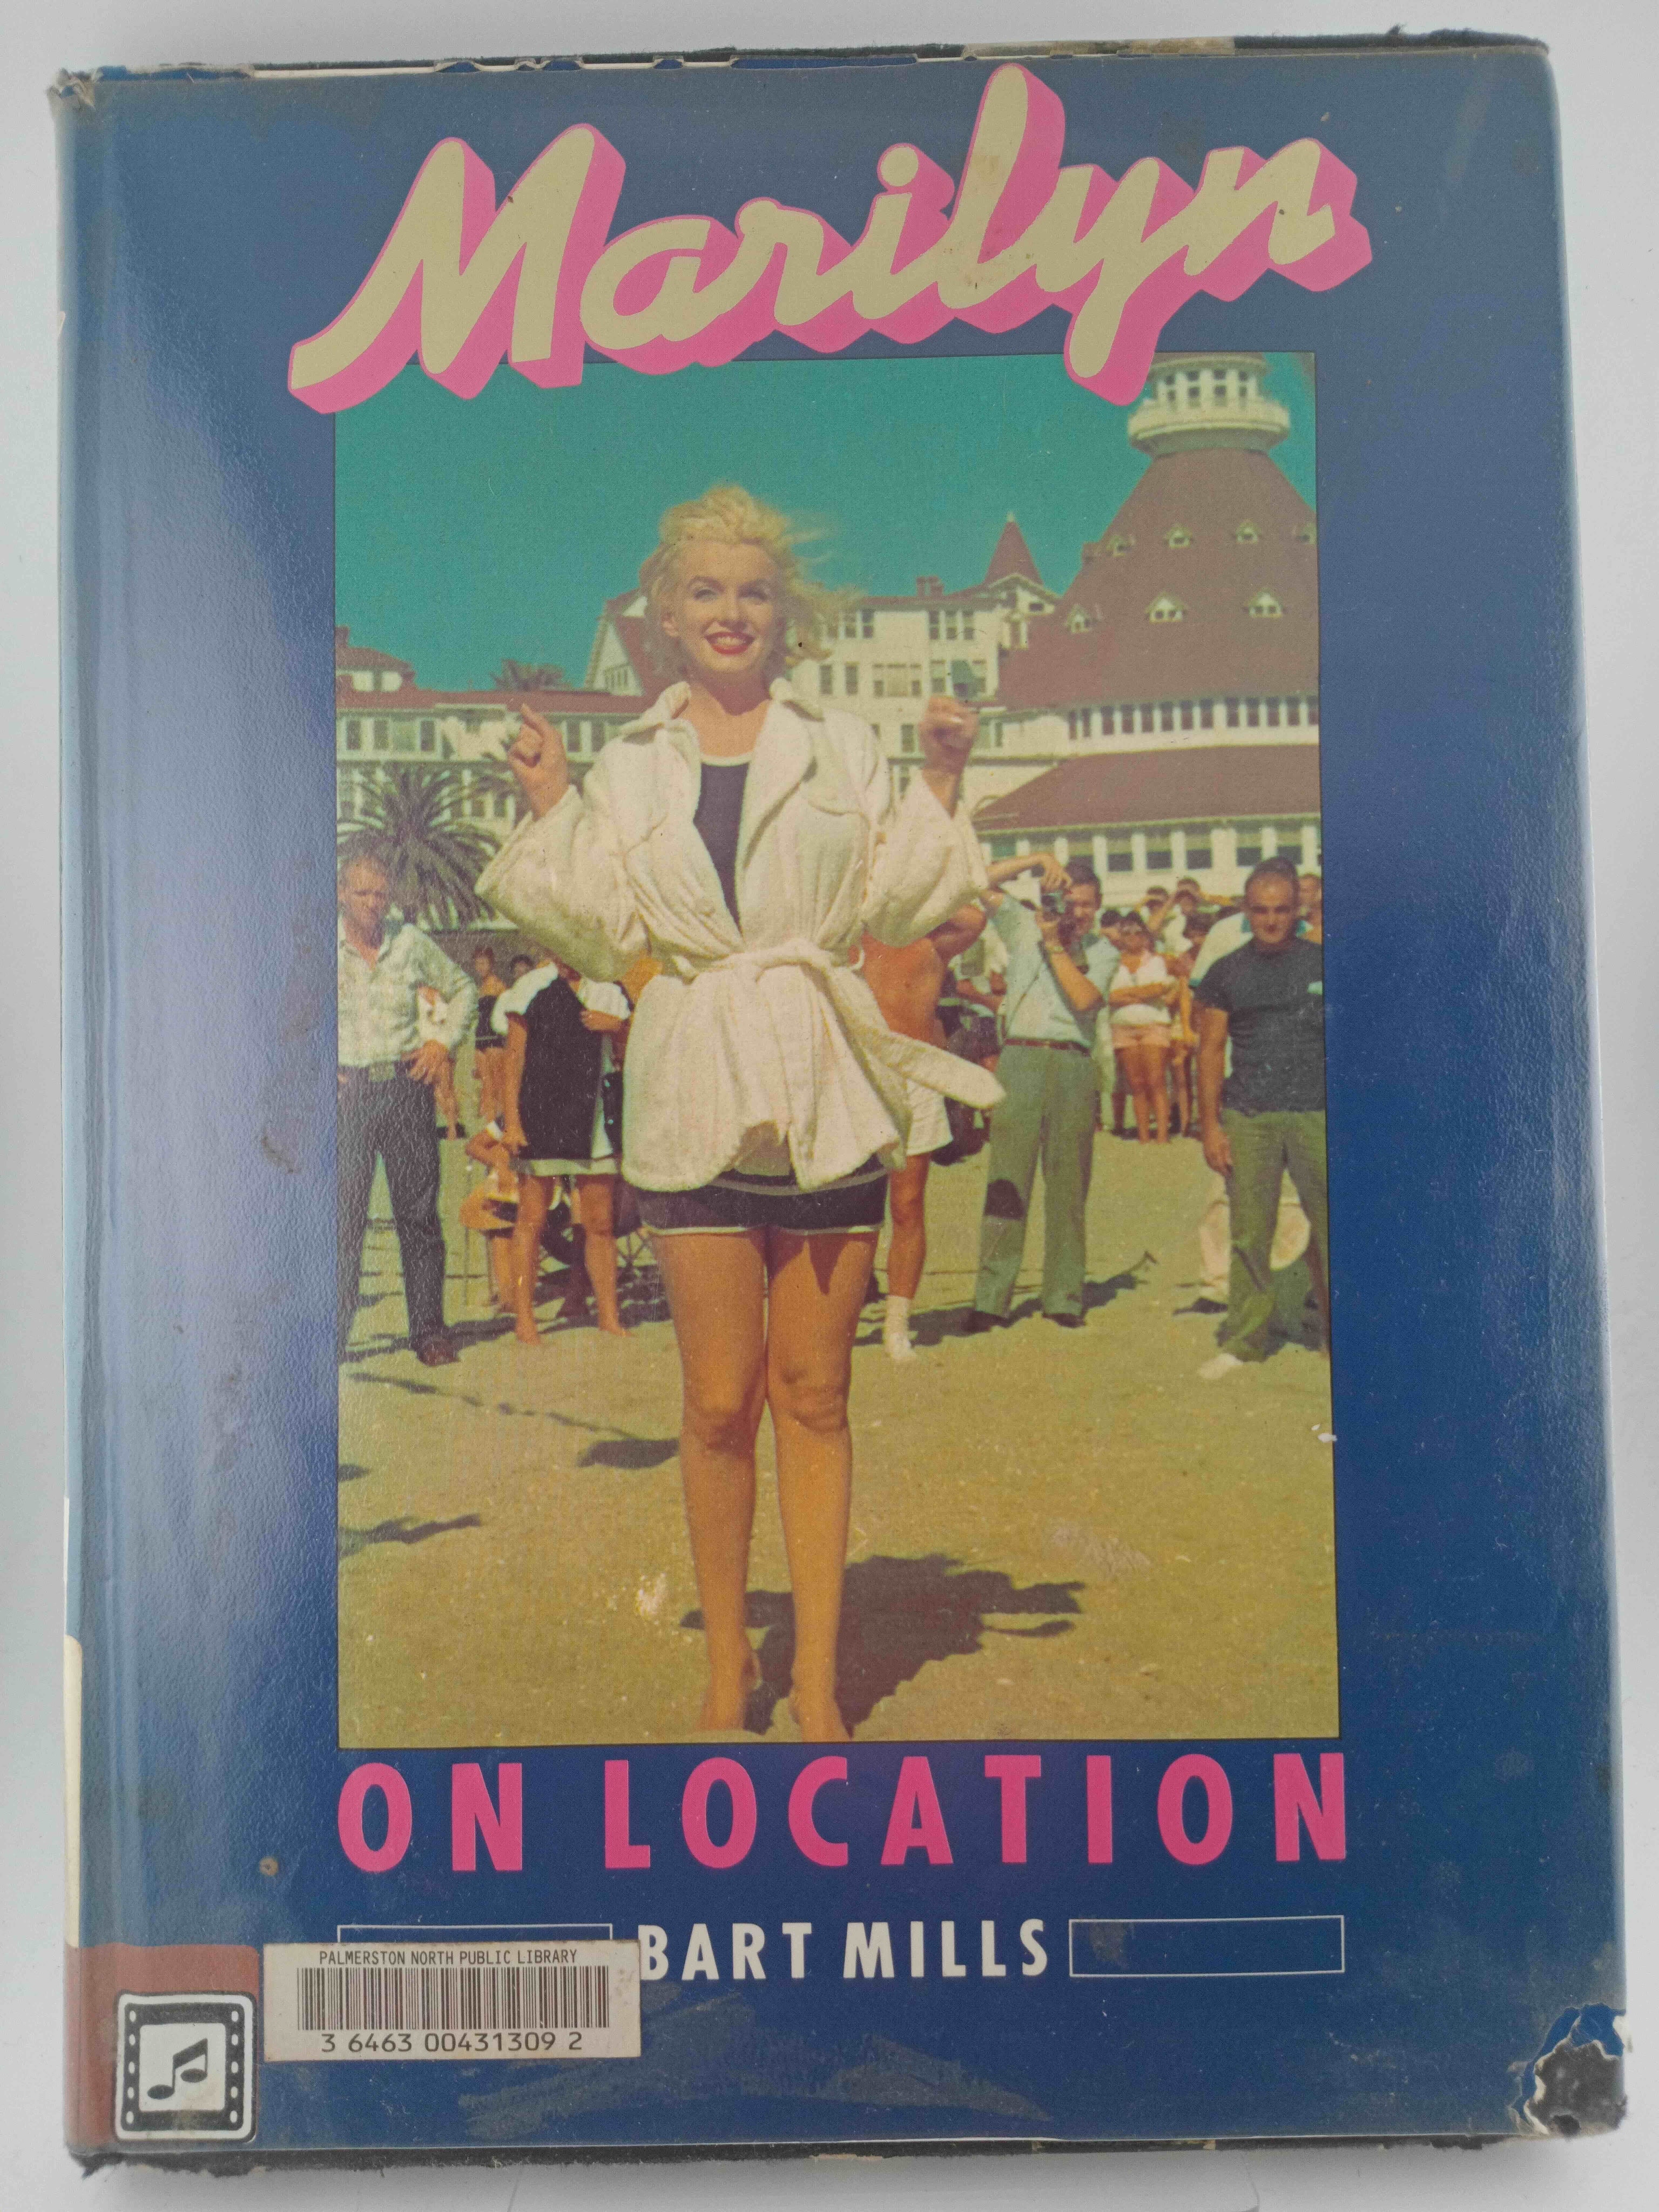 Marilyn
ON LOCATION
BART MILLS
PALMERSTON NORTH PUBLIC LIBRARY
3 6463 00431309 2